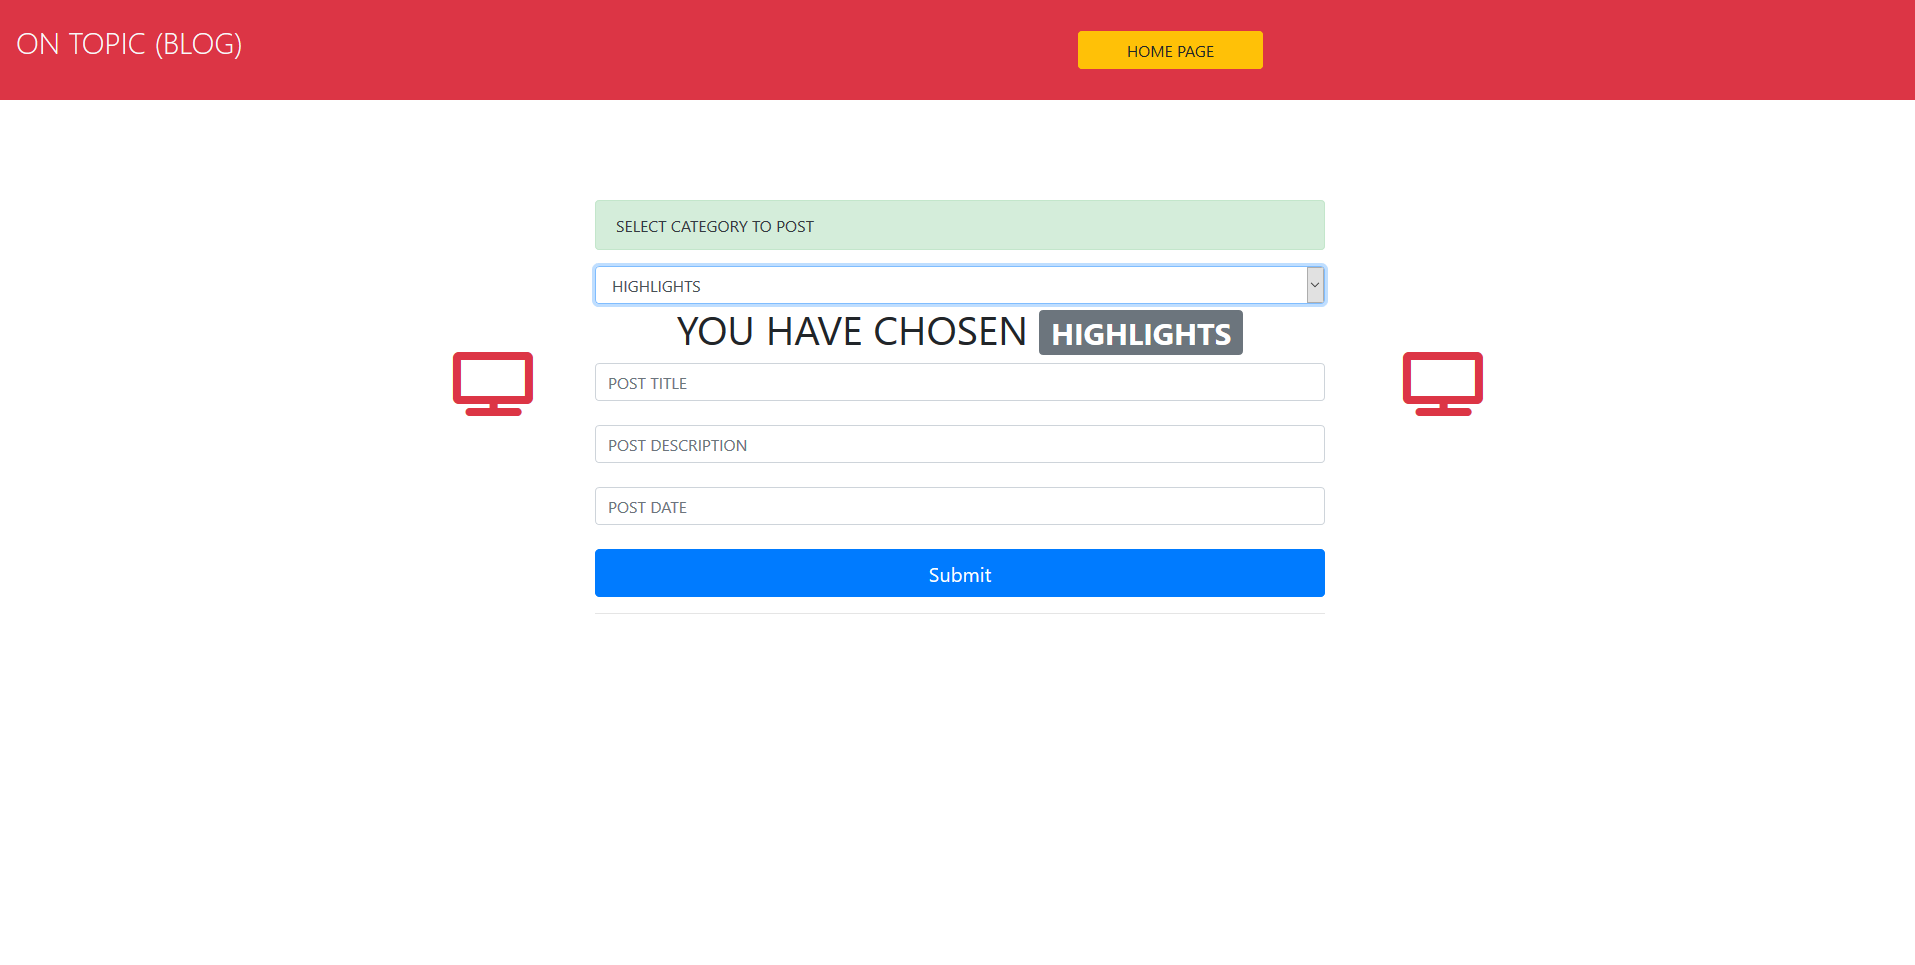 ON TOPIC (BLOG)
HOME PAGE
SELECT CATEGORY TO POST
HIGHLIGHTS
YOU HAVE CHOSEN HIGHLIGHTS
POST TITLE
POST DESCRIPTION
POST DATE
Submit